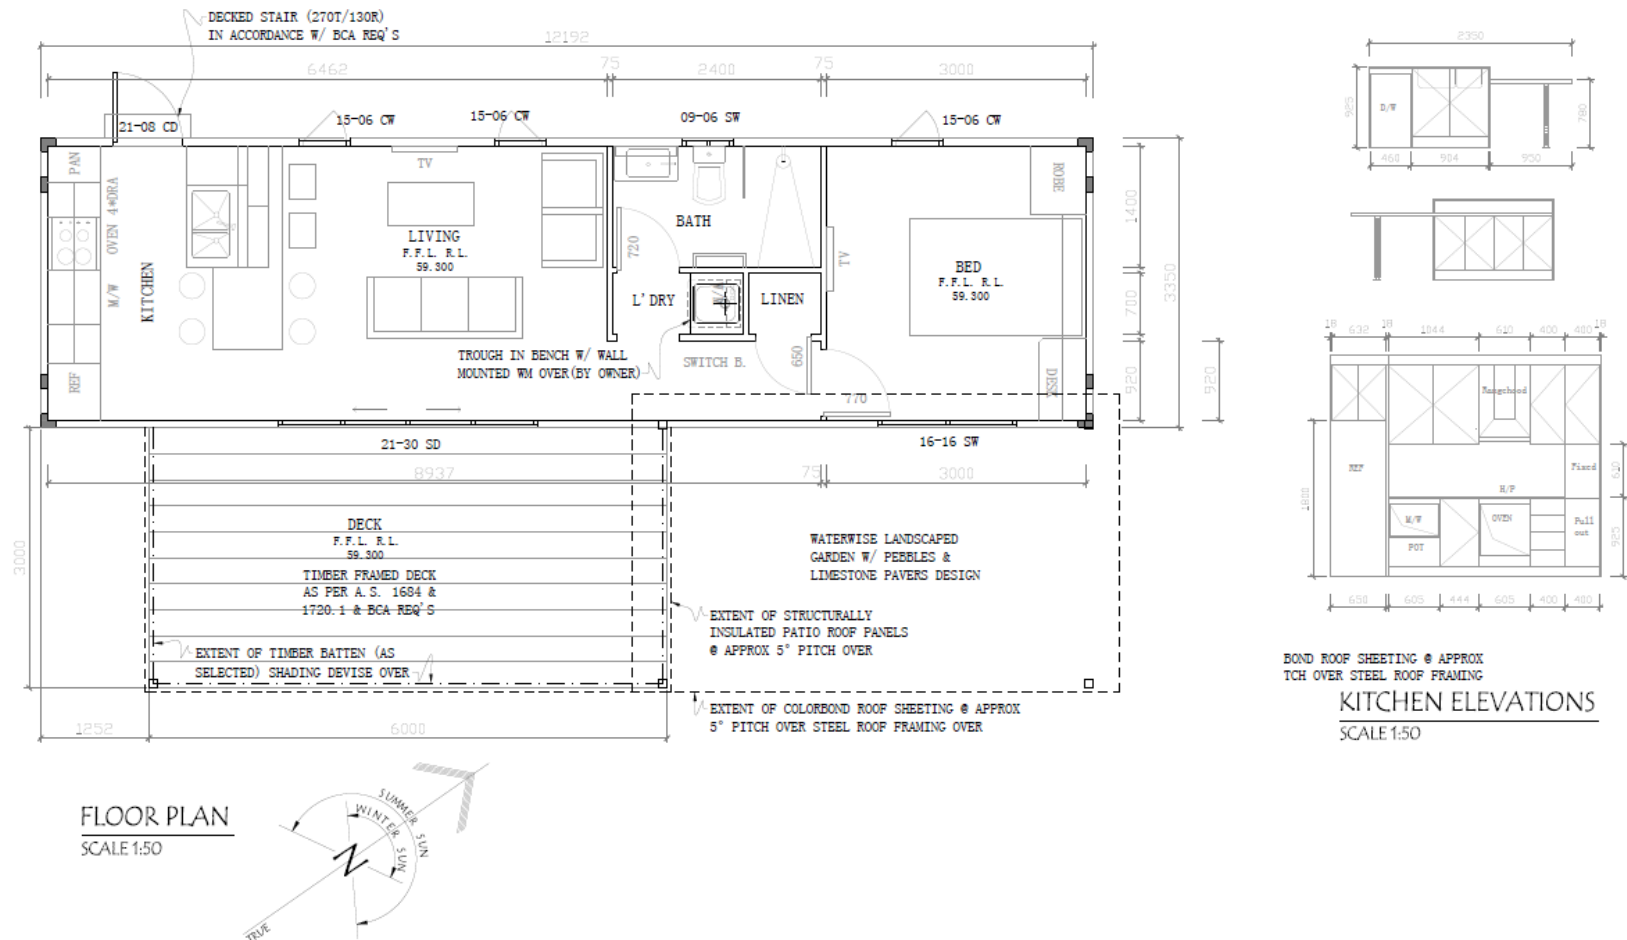 DECKED STAIR (270T/130R)
IN ACCORDANCE W/ BCA REQ'S
12192
6462
75
2400
75
3000
21-08 CD
15-06 CW
15-06 CW
09-06 SW
15-06 CW
PAN
OVEN 4*DRA
M/W
KITCHEN
REF
TV
LIVING
F.F.L. R.L.
59.300
BATH
720
L'DRY
LINEN
TV
BED
F.F.L. R.L.
59.300
ROBE
DESK
TROUGH IN BENCH W/ WALL
MOUNTED WM OVER(BY OWNER)
SWITCH B.
650
770
1400
700
920
3350
920
21-30 SD
16-16 SW
8937
75
3000
3000
DECK
F.F.L. R.L.
59.300
TIMBER FRAMED DECK
AS PER A.S. 1684 &
1720.1 & BCA REQ'S
EXTENT OF TIMBER BATTEN (AS
SELECTED) SHADING DEVISE OVER
WATERWISE LANDSCAPED
GARDEN W/ PEBBLES &
LIMESTONE PAVERS DESIGN
EXTENT OF STRUCTURALLY
INSULATED PATIO ROOF PANELS
@ APPROX 5° PITCH OVER
EXTENT OF COLORBOND ROOF SHEETING @ APPROX
5° PITCH OVER STEEL ROOF FRAMING OVER
1252
6000
FLOOR PLAN
SCALE 1:50
SUMMER SUN
WINTER SUN
N
TRUE
2350
925
D/W
780
460
904
950
18
632
18
1044
610
400
400
18
Rangehood
REF
Fixed
H/P
M/W
OVEN
Pull
out
POT
1800
610
925
650
605
444
605
400
400
BOND ROOF SHEETING @ APPROX
TCH OVER STEEL ROOF FRAMING
KITCHEN ELEVATIONS
SCALE 1:50